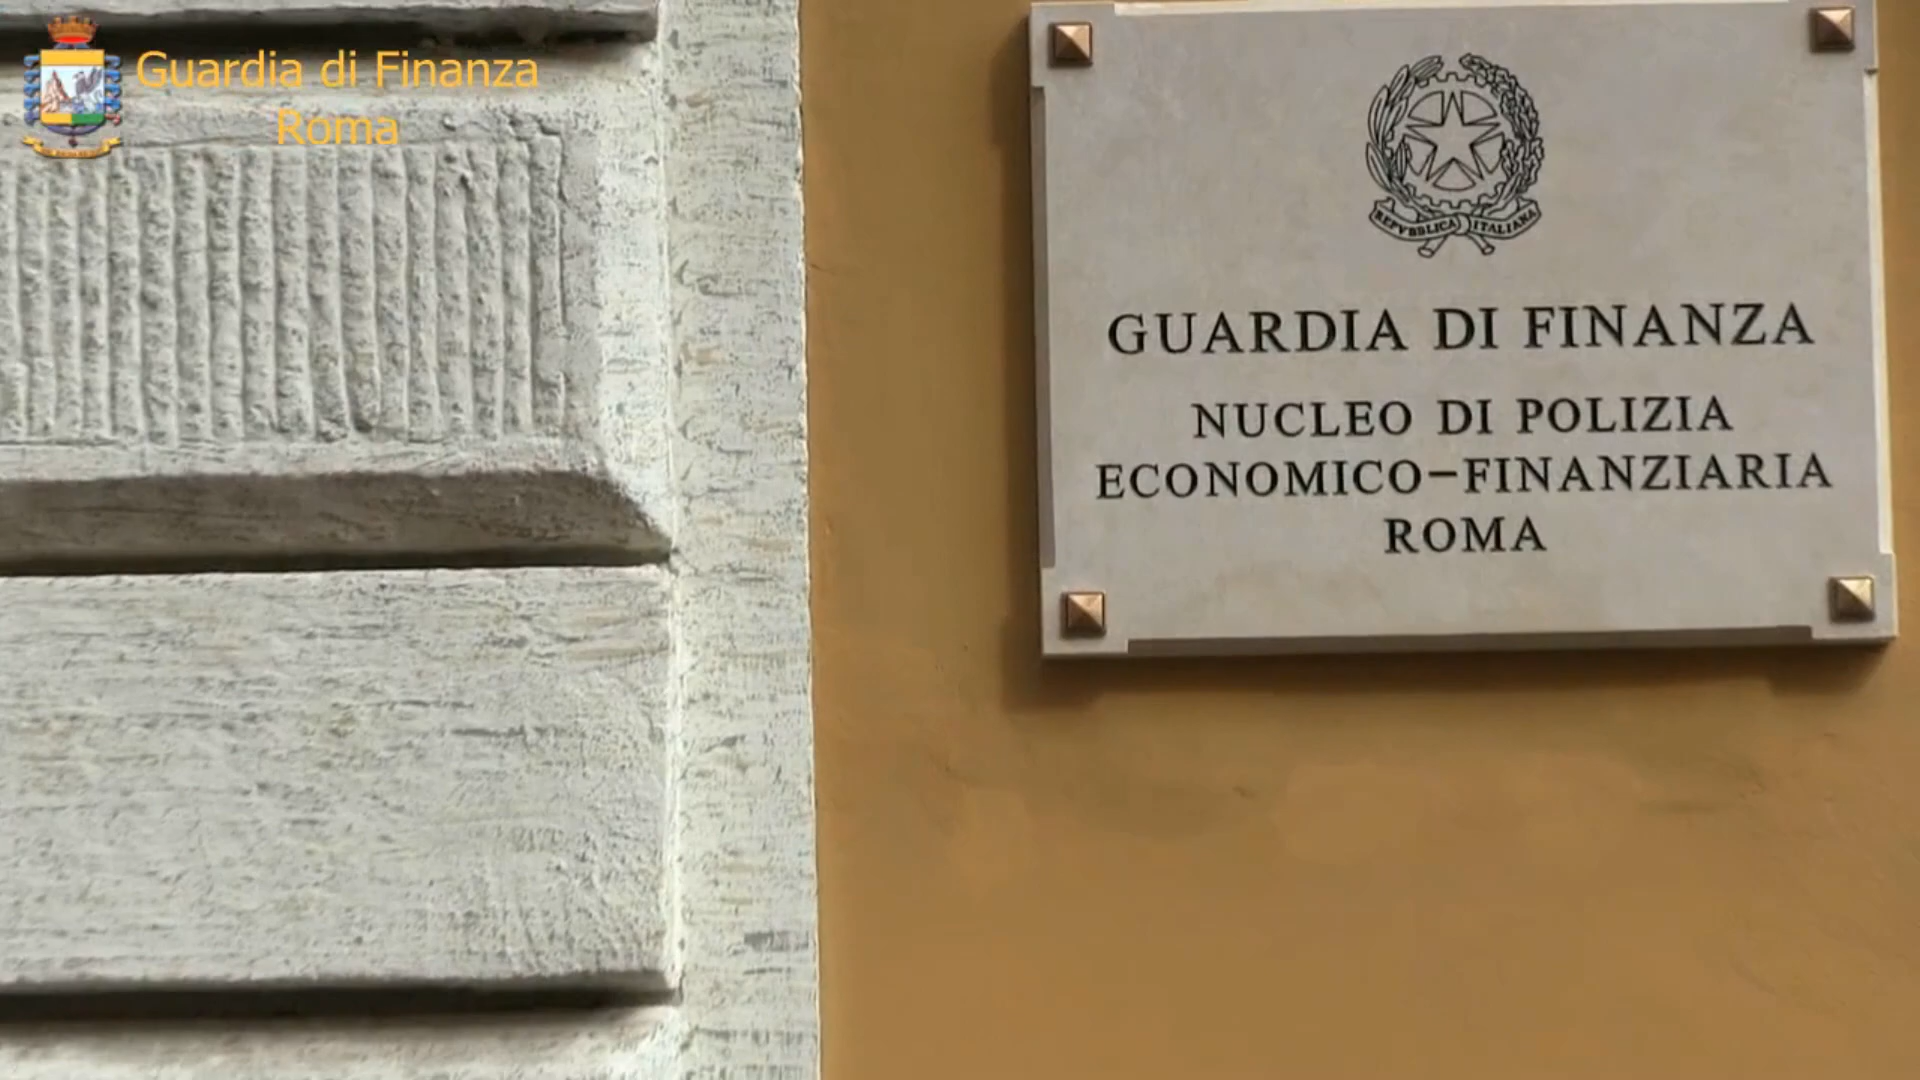 Guardia di Finanza
Roma
REPVBBLICA ITALIANA
GUARDIA DI FINANZA
NUCLEO DI POLIZIA
ECONOMICO-FINANZIARIA
ROMA